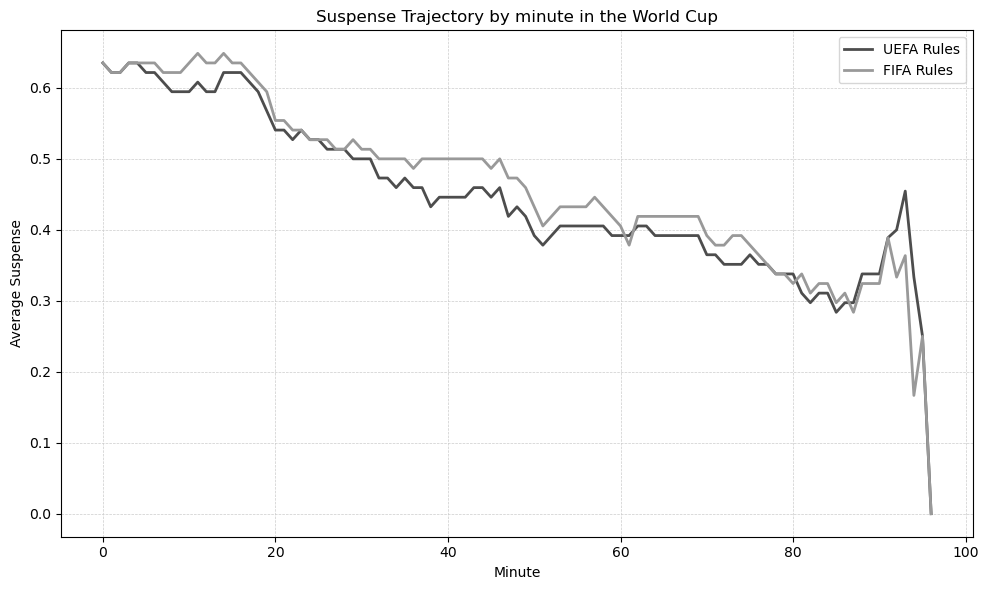 Suspense Trajectory by minute in the World Cup
UEFA Rules
FIFA Rules
Average Suspense
0.6
0.5
0.4
0.3
0.2
0.1
0.0
0 20 40 60 80 100
Minute